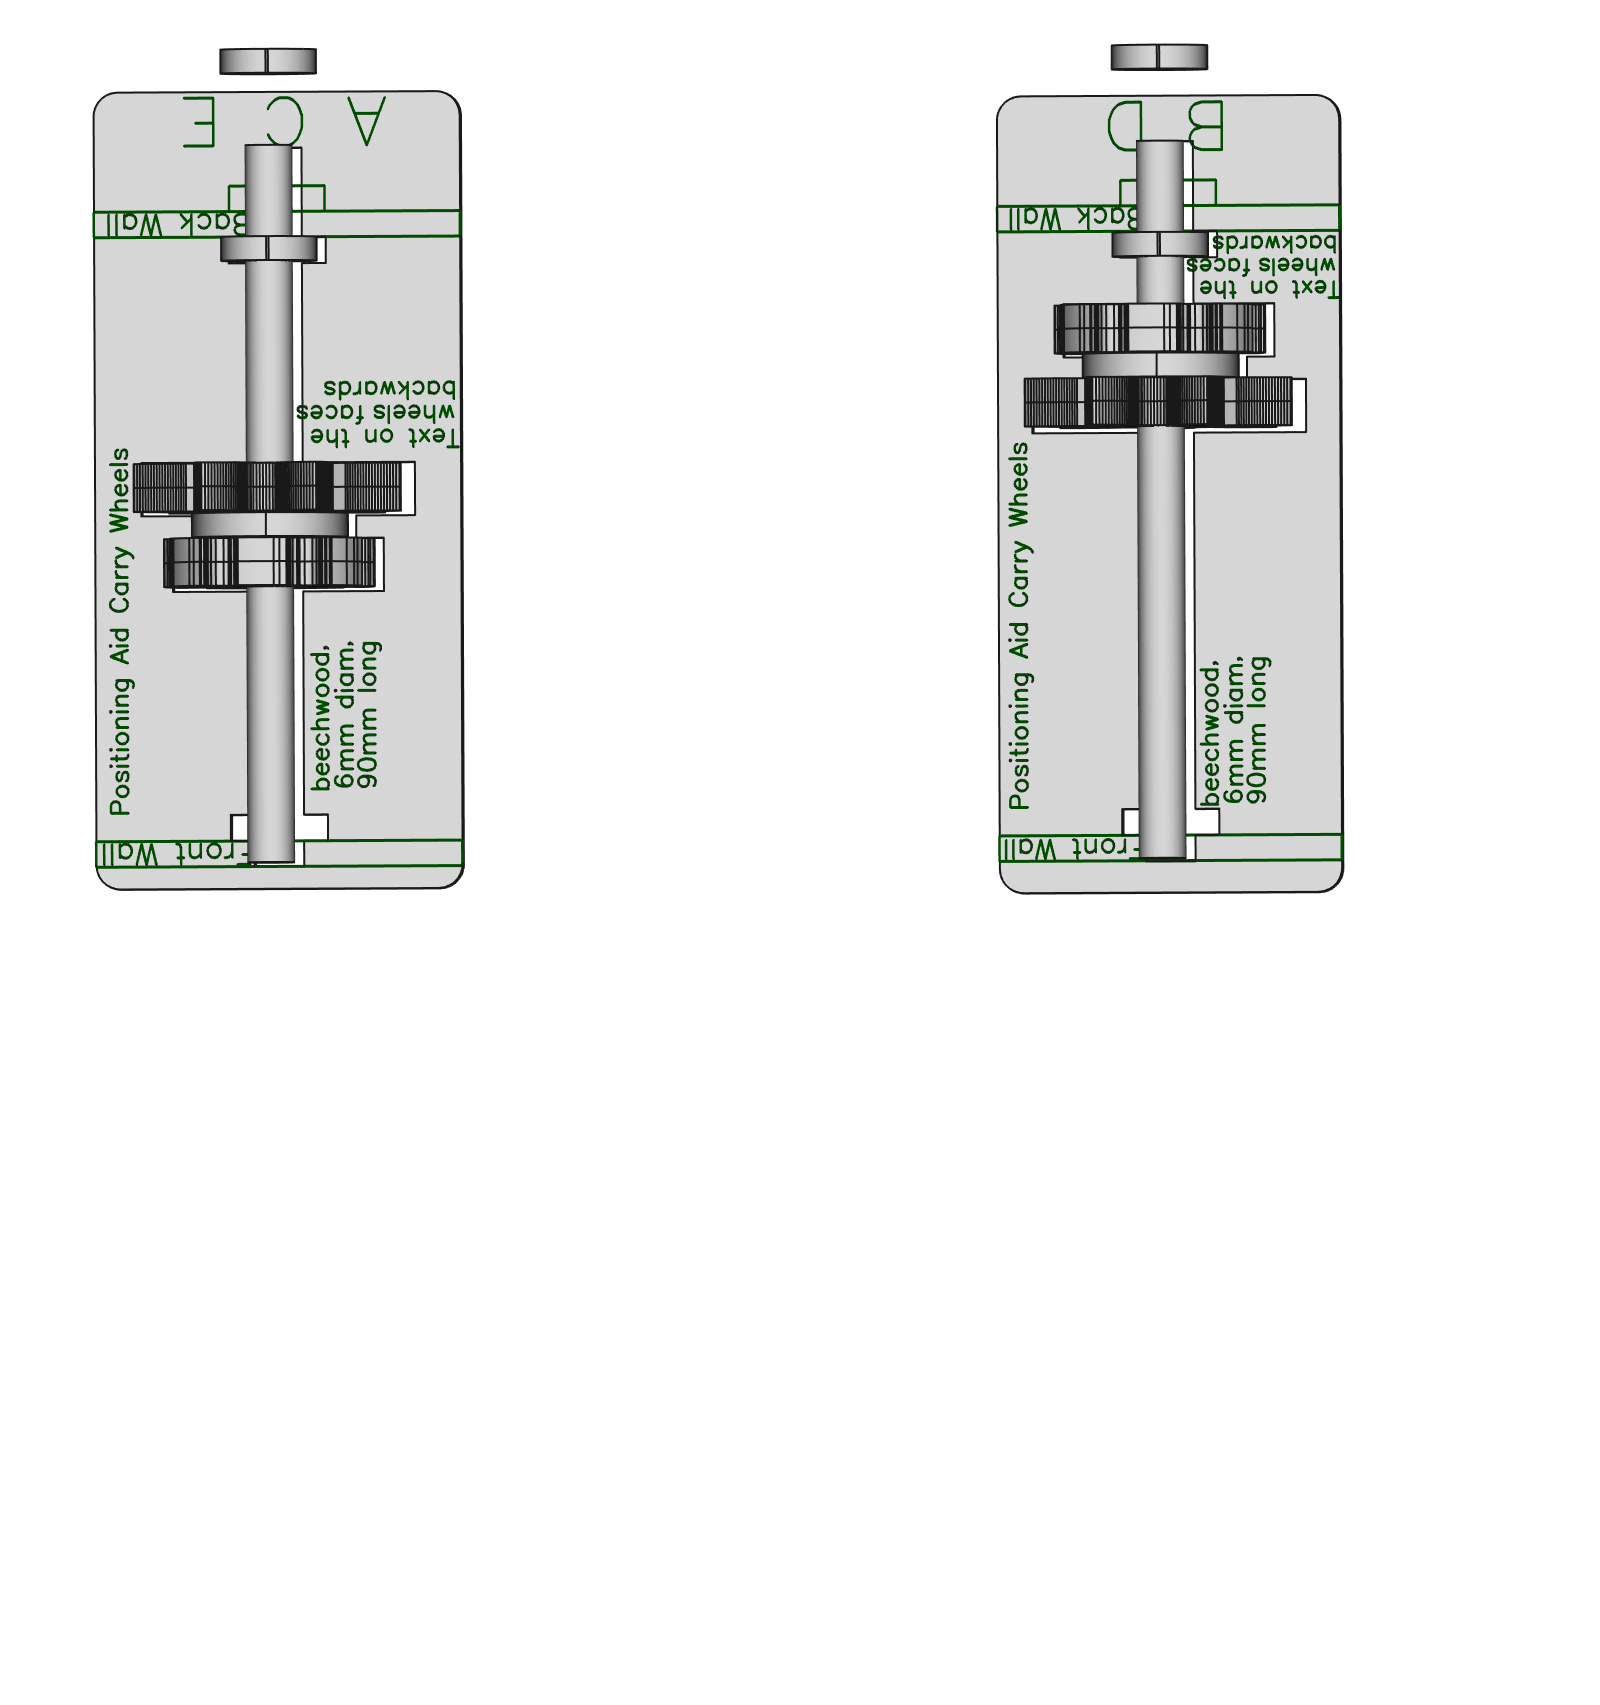 A C E
Back Wall
Text on the
wheels faces
backwards
Positioning Aid Carry Wheels
beechwood,
6mm diam,
90mm long
Front Wall
B D
Back Wall
Text on the
wheels faces
backwards
Positioning Aid Carry Wheels
beechwood,
6mm diam,
90mm long
Front Wall